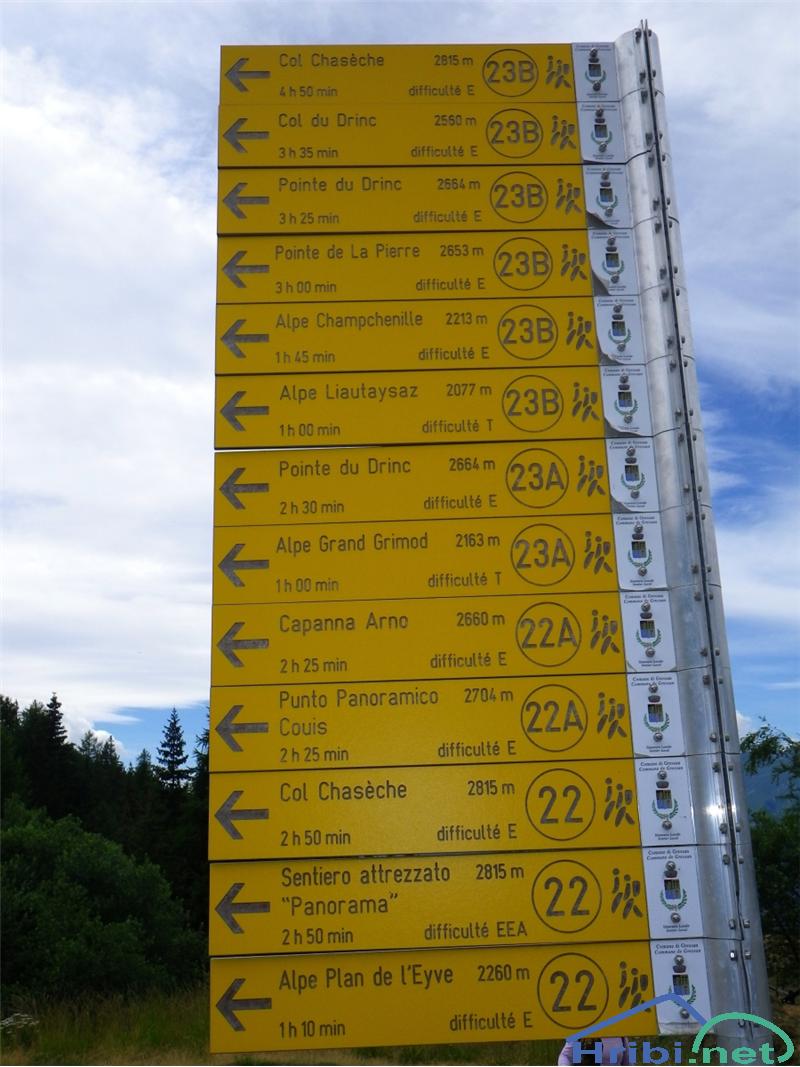 Col Chasèche 2815 m 23B
4 h 50 min difficulté E
Col du Drinc 2560 m 23B
3 h 35 min difficulté E
Pointe du Drinc 2664 m 23B
3 h 25 min difficulté E
Pointe de La Pierre 2653 m 23B
3 h 00 min difficulté E
Alpe Champchenille 2213 m 23B
1 h 45 min difficulté E
Alpe Liautaysaz 2077 m 23B
1 h 00 min difficulté T
Pointe du Drinc 2664 m 23A
2 h 30 min difficulté E
Alpe Grand Grimod 2163 m 23A
1 h 00 min difficulté T
Capanna Arno 2660 m 22A
2 h 25 min difficulté E
Punto Panoramico 2704 m 22A
Couis
2 h 25 min difficulté E
Col Chasèche 2815 m 22
2 h 50 min difficulté E
Sentiero attrezzato 2815 m 22
"Panorama"
2 h 50 min difficulté EEA
Alpe Plan de l'Eyve 2260 m 22
1 h 10 min difficulté E
Hribi.net